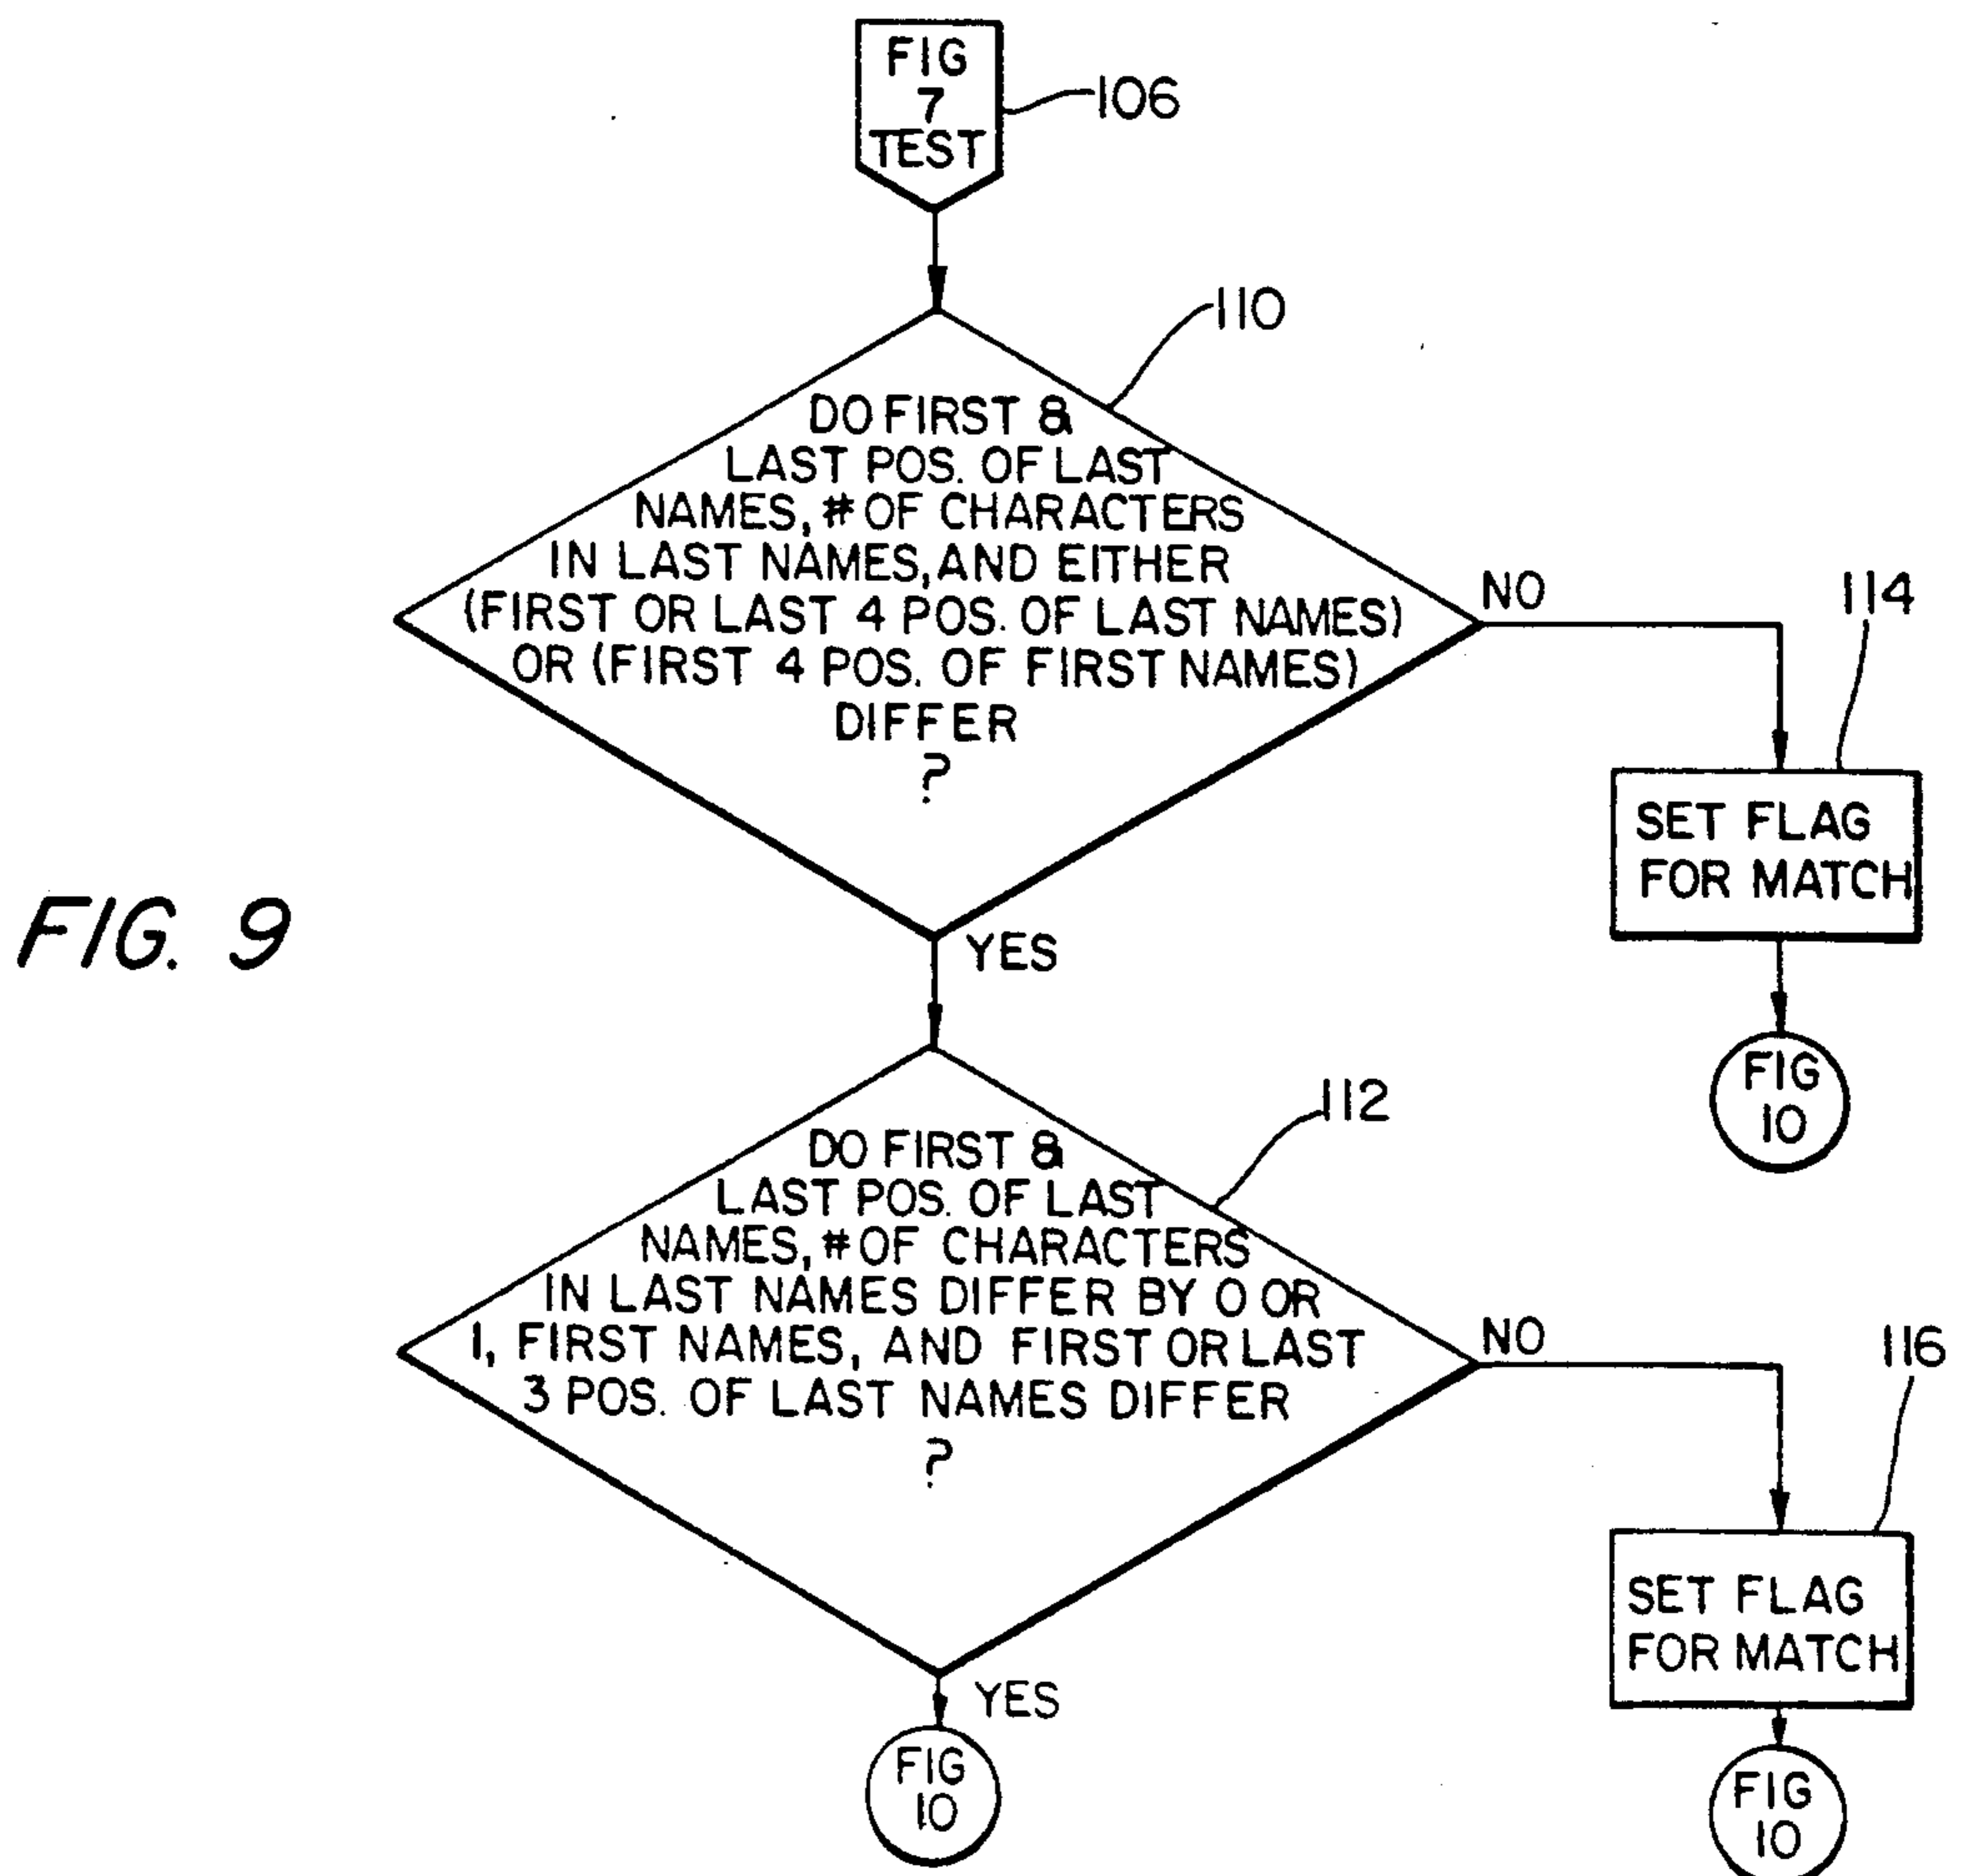 FIG
7
TEST
106
110
DO FIRST &
LAST POS. OF LAST
NAMES, # OF CHARACTERS
IN LAST NAMES, AND EITHER
(FIRST OR LAST 4 POS. OF LAST NAMES)
OR (FIRST 4 POS. OF FIRST NAMES)
DIFFER
?
NO
114
SET FLAG
FOR MATCH
FIG
10
YES
FIG. 9
112
DO FIRST &
LAST POS. OF LAST
NAMES, # OF CHARACTERS
IN LAST NAMES DIFFER BY 0 OR
1, FIRST NAMES, AND FIRST OR LAST
3 POS. OF LAST NAMES DIFFER
?
NO
116
SET FLAG
FOR MATCH
FIG
10
YES
FIG
10